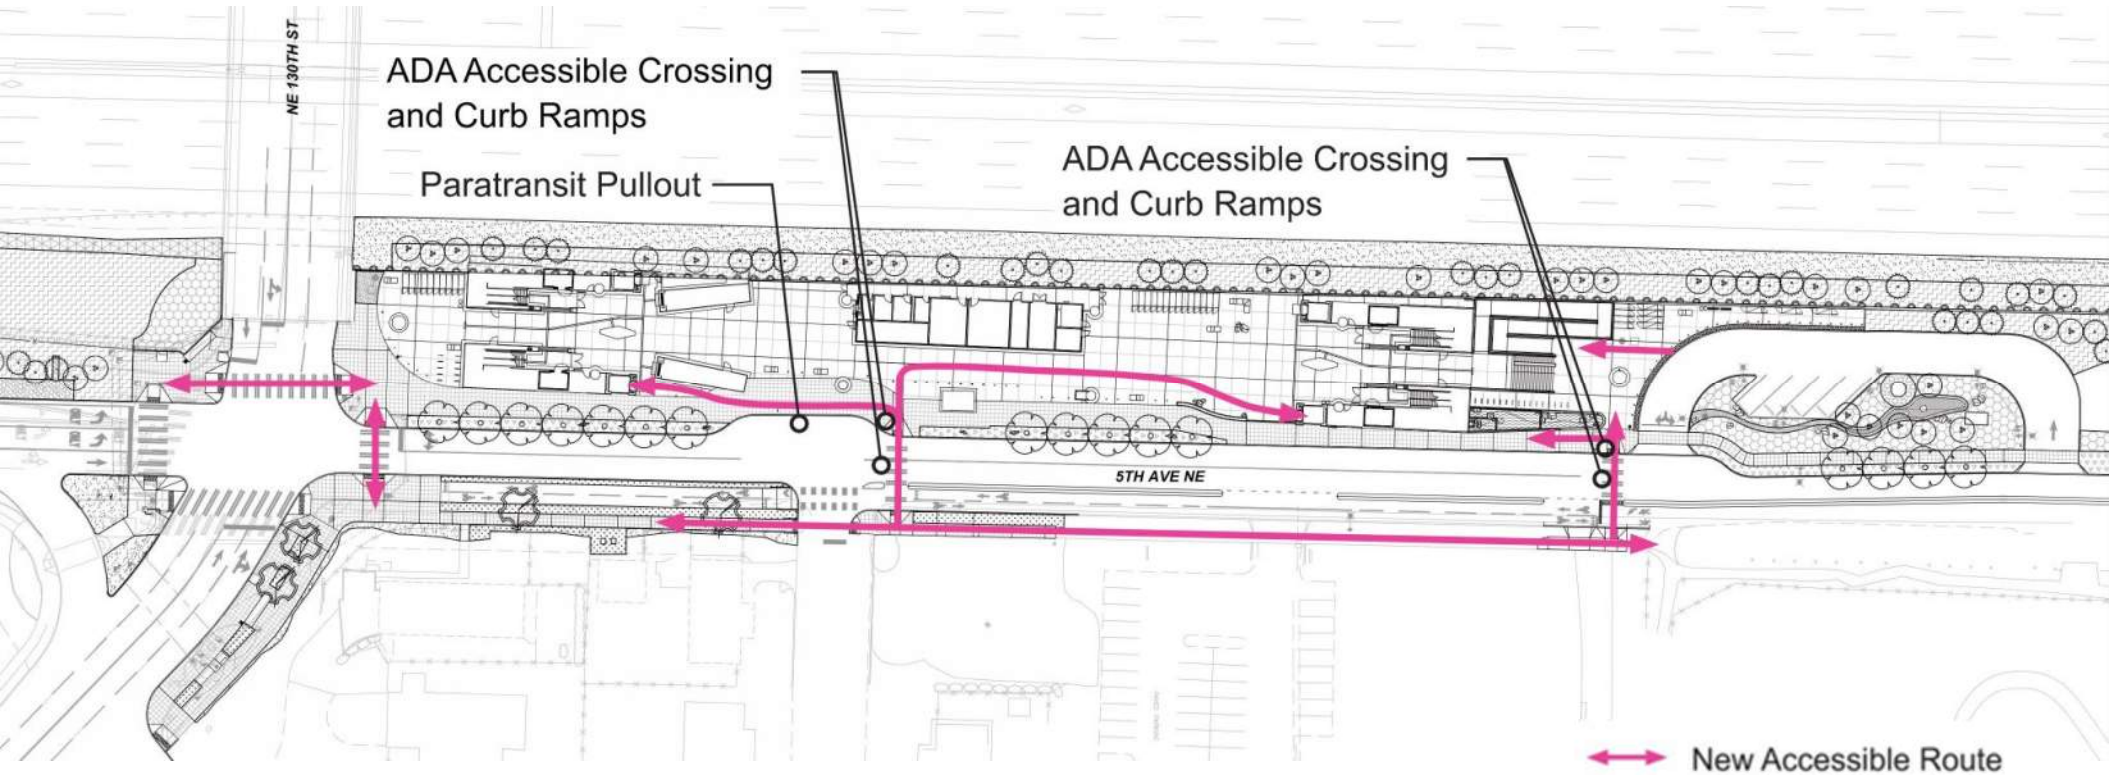 NE 130TH ST
ADA Accessible Crossing
and Curb Ramps
Paratransit Pullout
ADA Accessible Crossing
and Curb Ramps
5TH AVE NE
New Accessible Route